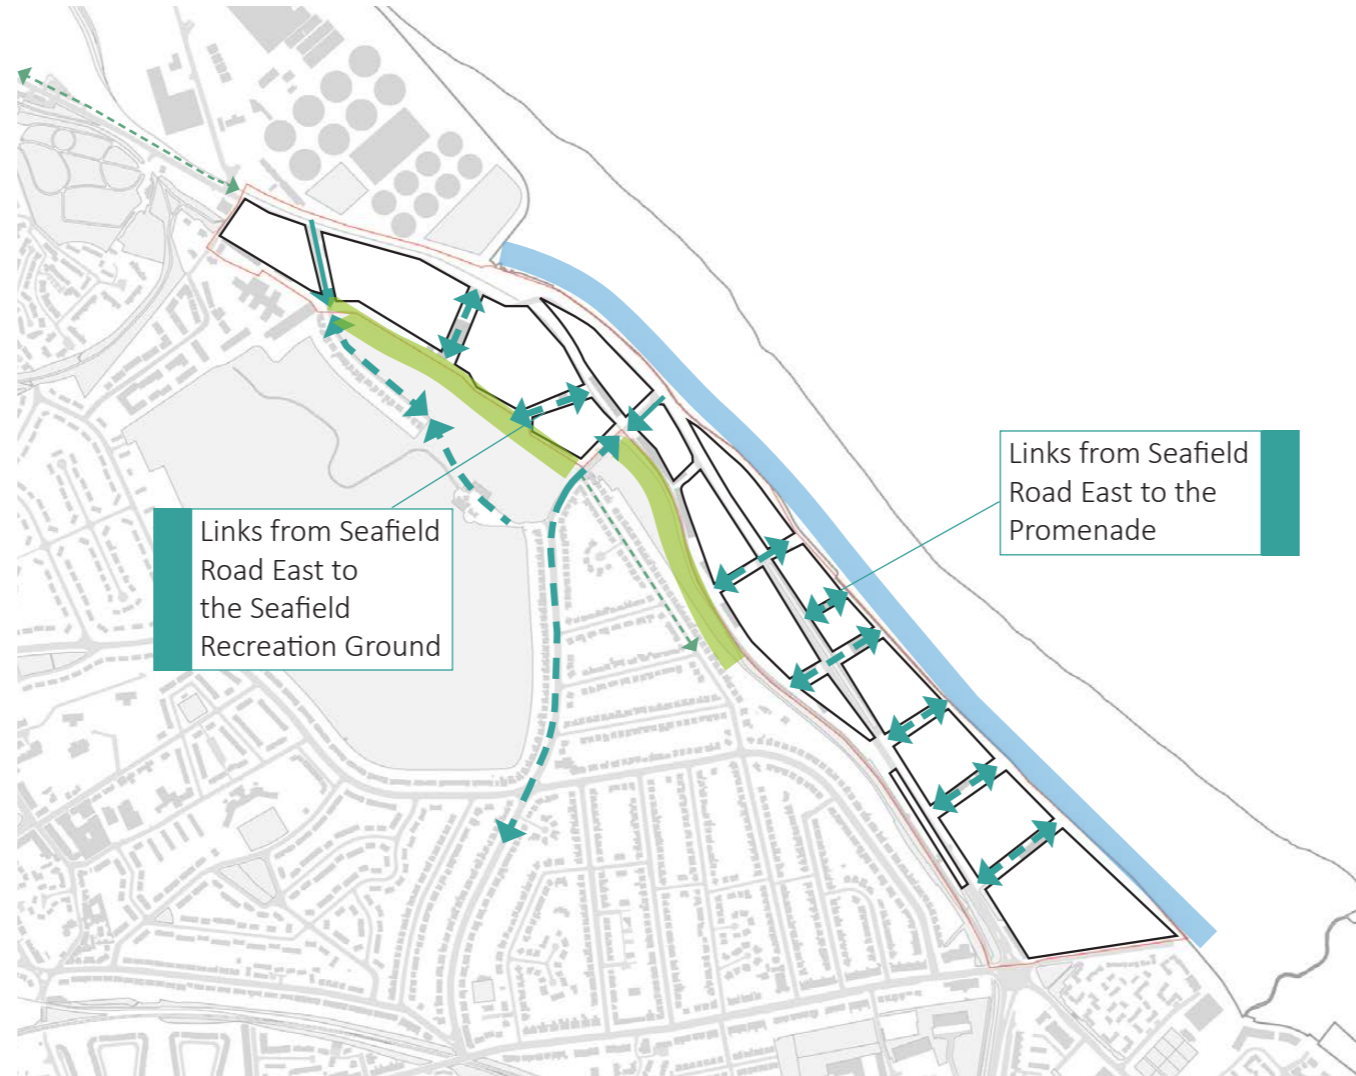 Links from Seafield
Road East to
the Seafield
Recreation Ground
Links from Seafield
Road East to the
Promenade